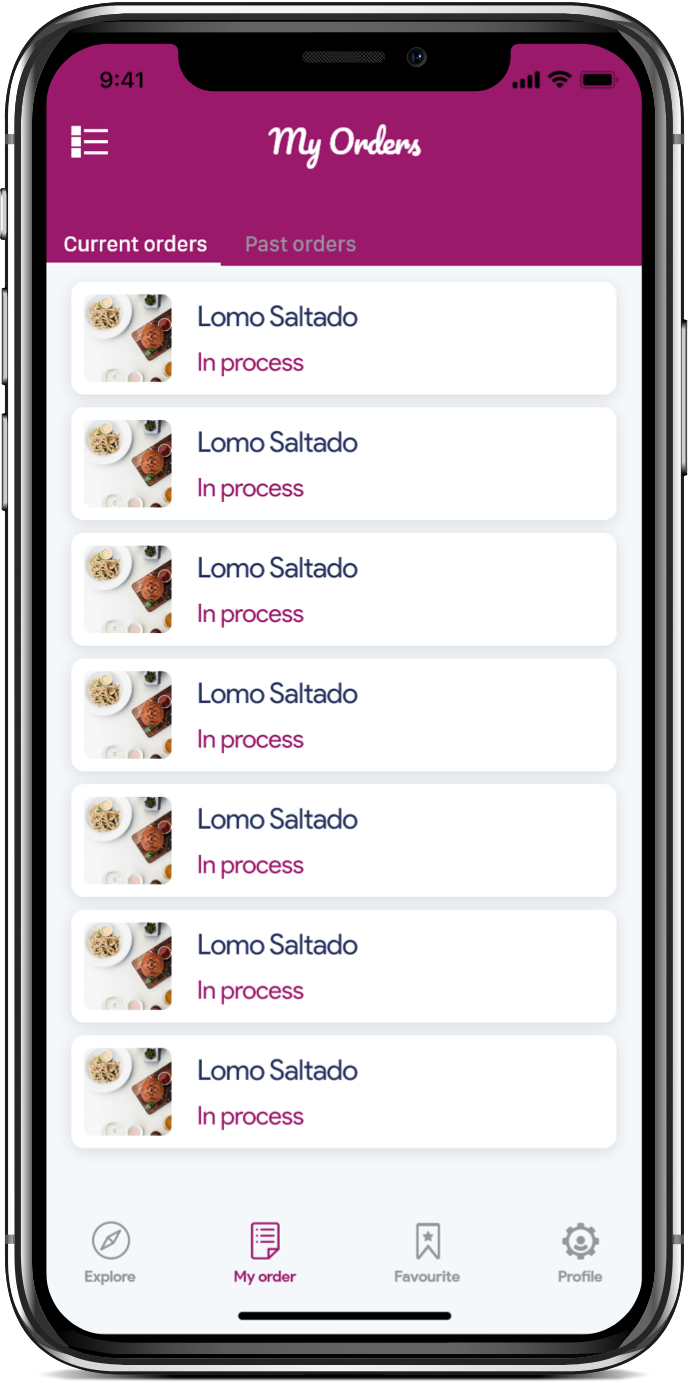 9:41
My Orders
Current orders Past orders
Lomo Saltado
In process
Lomo Saltado
In process
Lomo Saltado
In process
Lomo Saltado
In process
Lomo Saltado
In process
Lomo Saltado
In process
Lomo Saltado
In process
Explore My order Favourite Profile